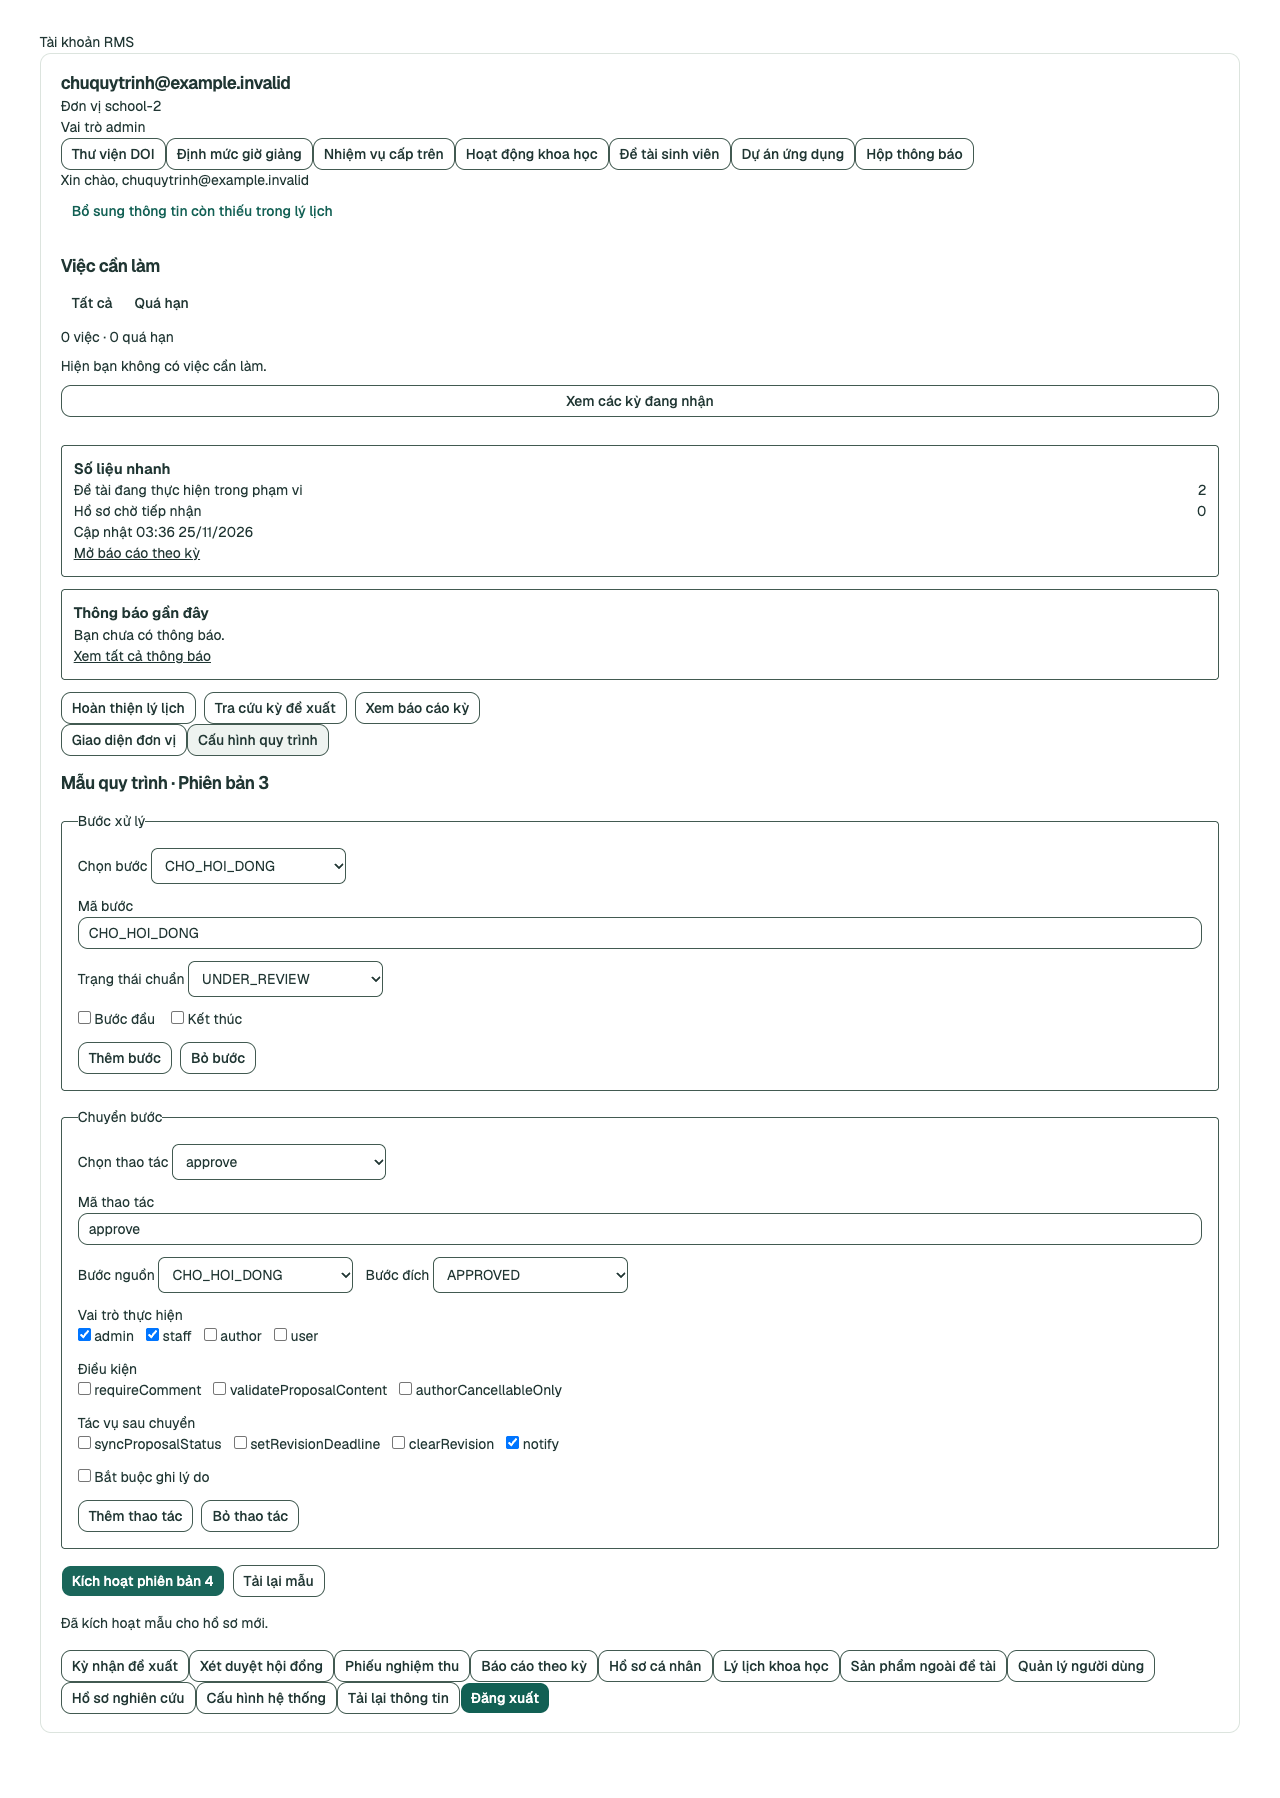 Tài khoản RMS
chuquytrinh@example.invalid
Đơn vị school-2
Vai trò admin
Thư viện DOI Định mức giờ giảng Nhiệm vụ cấp trên Hoạt động khoa học Đề tài sinh viên Dự án ứng dụng Hộp thông báo
Xin chào, chuquytrinh@example.invalid
Bổ sung thông tin còn thiếu trong lý lịch
Việc cần làm
Tất cả Quá hạn
0 việc · 0 quá hạn
Hiện bạn không có việc cần làm.
Xem các kỳ đang nhận
Số liệu nhanh
Đề tài đang thực hiện trong phạm vi 2
Hồ sơ chờ tiếp nhận 0
Cập nhật 03:36 25/11/2026
Mở báo cáo theo kỳ
Thông báo gần đây
Bạn chưa có thông báo.
Xem tất cả thông báo
Hoàn thiện lý lịch Tra cứu kỳ đề xuất Xem báo cáo kỳ
Giao diện đơn vị Cấu hình quy trình
Mẫu quy trình · Phiên bản 3
Bước xử lý
Chọn bước CHO_HOI_DONG
Mã bước
CHO_HOI_DONG
Trạng thái chuẩn UNDER_REVIEW
Bước đầu Kết thúc
Thêm bước Bỏ bước
Chuyển bước
Chọn thao tác approve
Mã thao tác
approve
Bước nguồn CHO_HOI_DONG Bước đích APPROVED
Vai trò thực hiện
admin staff author user
Điều kiện
requireComment validateProposalContent authorCancellableOnly
Tác vụ sau chuyển
syncProposalStatus setRevisionDeadline clearRevision notify
Bắt buộc ghi lý do
Thêm thao tác Bỏ thao tác
Kích hoạt phiên bản 4 Tải lại mẫu
Đã kích hoạt mẫu cho hồ sơ mới.
Kỳ nhận đề xuất Xét duyệt hội đồng Phiếu nghiệm thu Báo cáo theo kỳ Hồ sơ cá nhân Lý lịch khoa học Sản phẩm ngoài đề tài Quản lý người dùng
Hồ sơ nghiên cứu Cấu hình hệ thống Tải lại thông tin Đăng xuất